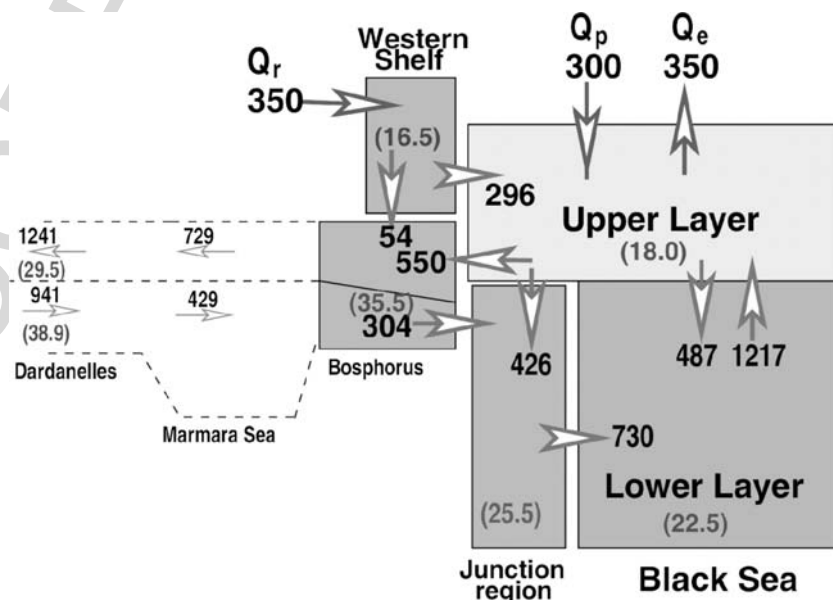 Western
Shelf
Qr
350
Qp
300
Qe
350
(16.5)
296
Upper Layer
(18.0)
1241
(29.5)
729
54
550
941
(38.9)
429
(35.5)
304
426
487
1217
Dardanelles
Bosphorus
Marmara Sea
730
Lower Layer
(25.5)
(22.5)
Junction
region
Black Sea